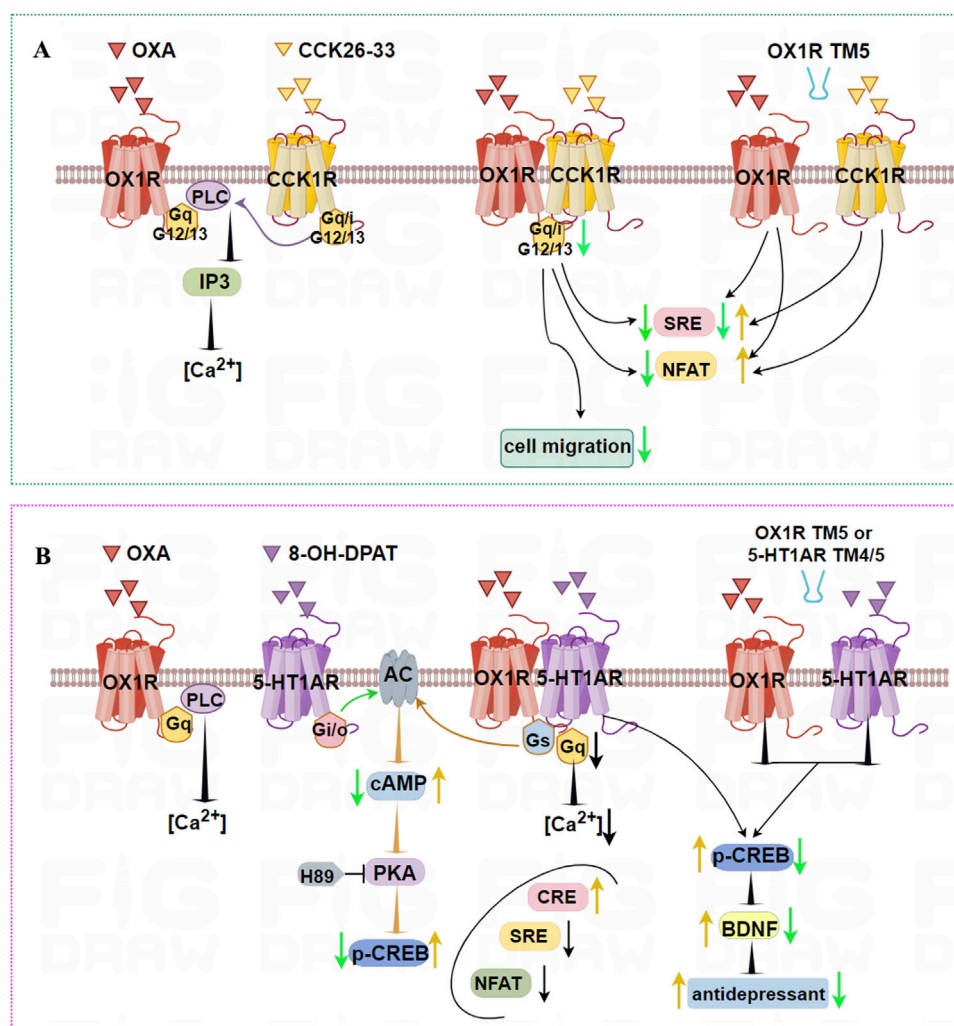 A
OXA
CCK26-33
OX1R TM5
OX1R
PLC
CCK1R
OX1R
CCK1R
OX1R
CCK1R
Gq
G12/13
Gq/i
G12/13
Gq/i
G12/13
IP3
SRE
[Ca2+]
NFAT
cell migration
B
OXA
8-OH-DPAT
OX1R TM5 or
5-HT1AR TM4/5
OX1R
PLC
5-HT1AR
AC
OX1R
5-HT1AR
OX1R
5-HT1AR
Gq
Gi/o
Gs
Gq
cAMP
[Ca2+]
[Ca2+]
p-CREB
H89
PKA
CRE
BDNF
SRE
p-CREB
NFAT
antidepressant
FIG
DRAW